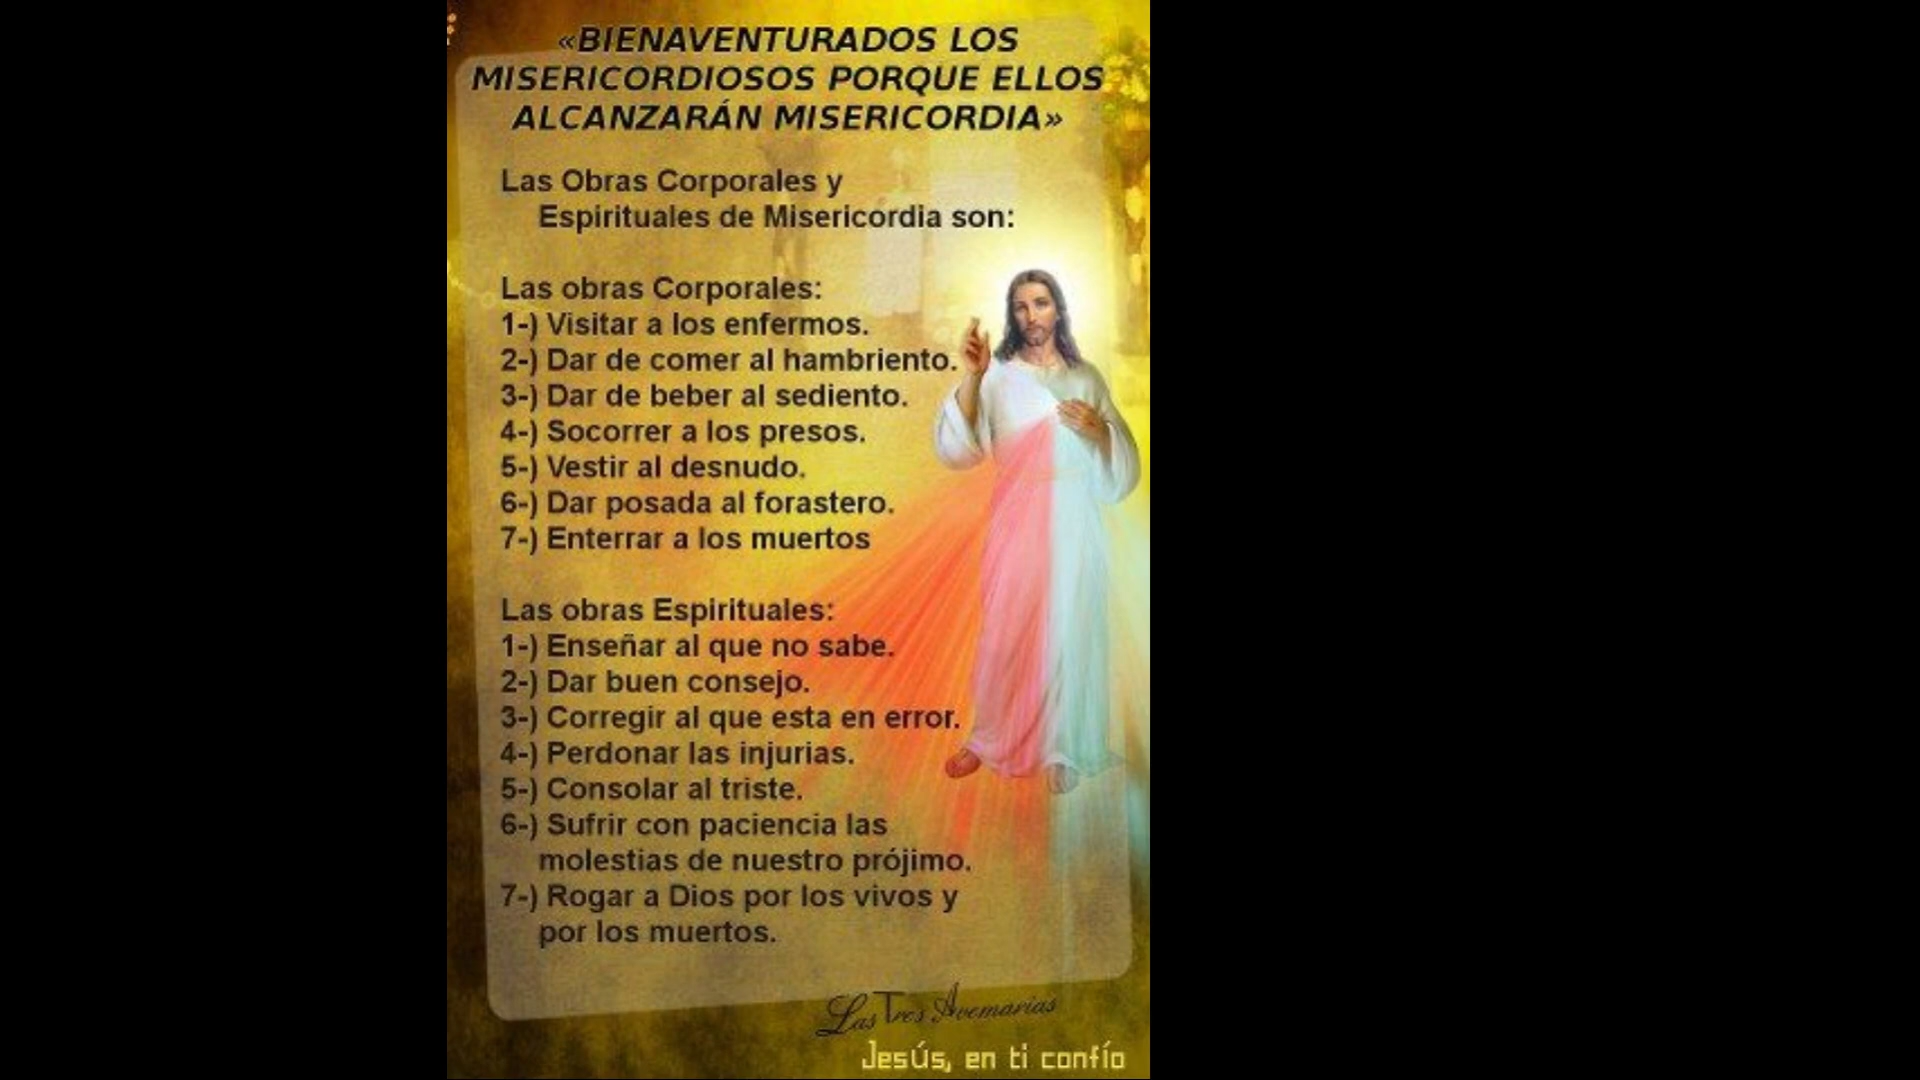 «BIENAVENTURADOS LOS
MISERICORDIOSOS PORQUE ELLOS
ALCANZARÁN MISERICORDIA»
Las Obras Corporales y
Espirituales de Misericordia son:
Las obras Corporales:
1-) Visitar a los enfermos.
2-) Dar de comer al hambriento.
3-) Dar de beber al sediento.
4-) Socorrer a los presos.
5-) Vestir al desnudo.
6-) Dar posada al forastero.
7-) Enterrar a los muertos
Las obras Espirituales:
1-) Enseñar al que no sabe.
2-) Dar buen consejo.
3-) Corregir al que esta en error.
4-) Perdonar las injurias.
5-) Consolar al triste.
6-) Sufrir con paciencia las
molestias de nuestro prójimo.
7-) Rogar a Dios por los vivos y
por los muertos.
Las Tres Avemarías
Jesús, en ti confío